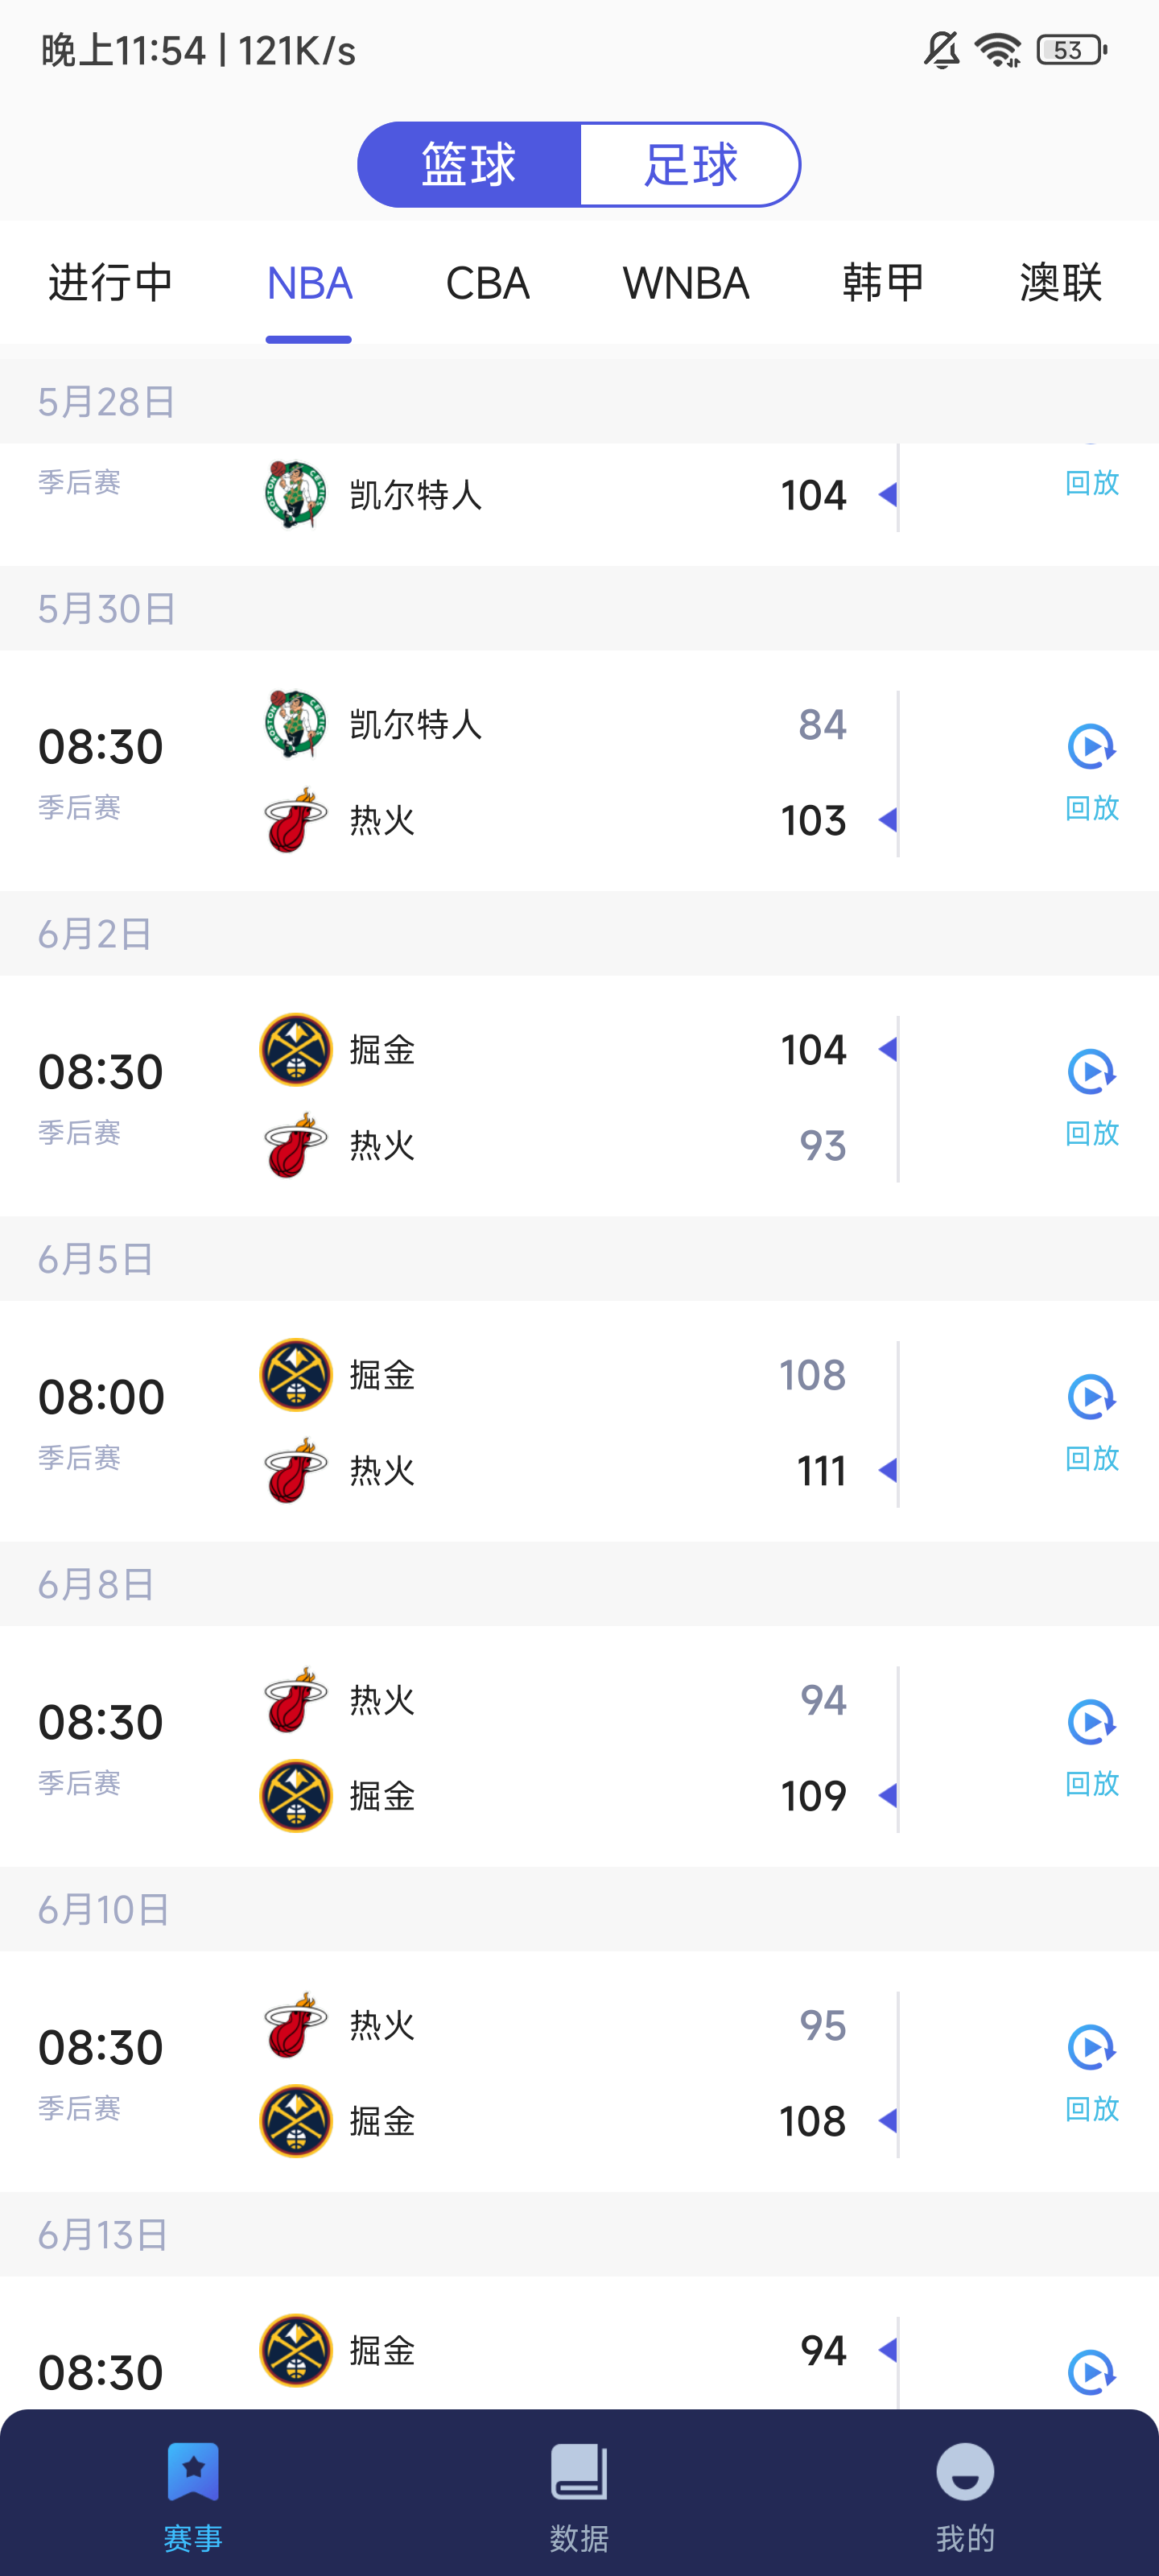 晚上11:54 | 121K/s
53
篮球 足球
进行中 NBA CBA WNBA 韩甲 澳联
5月28日
季后赛 凯尔特人 104 回放
5月30日
08:30 凯尔特人 84
季后赛 热火 103 回放
6月2日
08:30 掘金 104
季后赛 热火 93 回放
6月5日
08:00 掘金 108
季后赛 热火 111 回放
6月8日
08:30 热火 94
季后赛 掘金 109 回放
6月10日
08:30 热火 95
季后赛 掘金 108 回放
6月13日
08:30 掘金 94
赛事 数据 我的